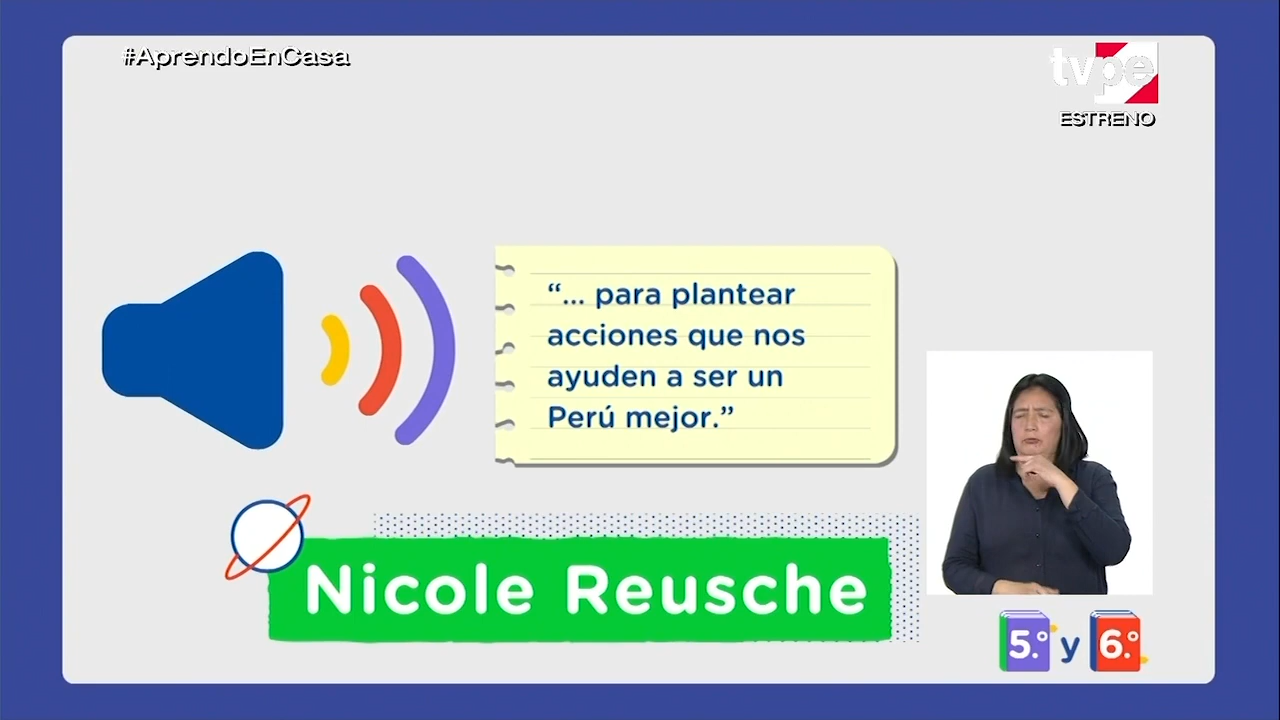 #AprendoEnCasa
tvpe
ESTRENO
“... para plantear
acciones que nos
ayuden a ser un
Perú mejor.”
Nicole Reusche
5.° y 6.°